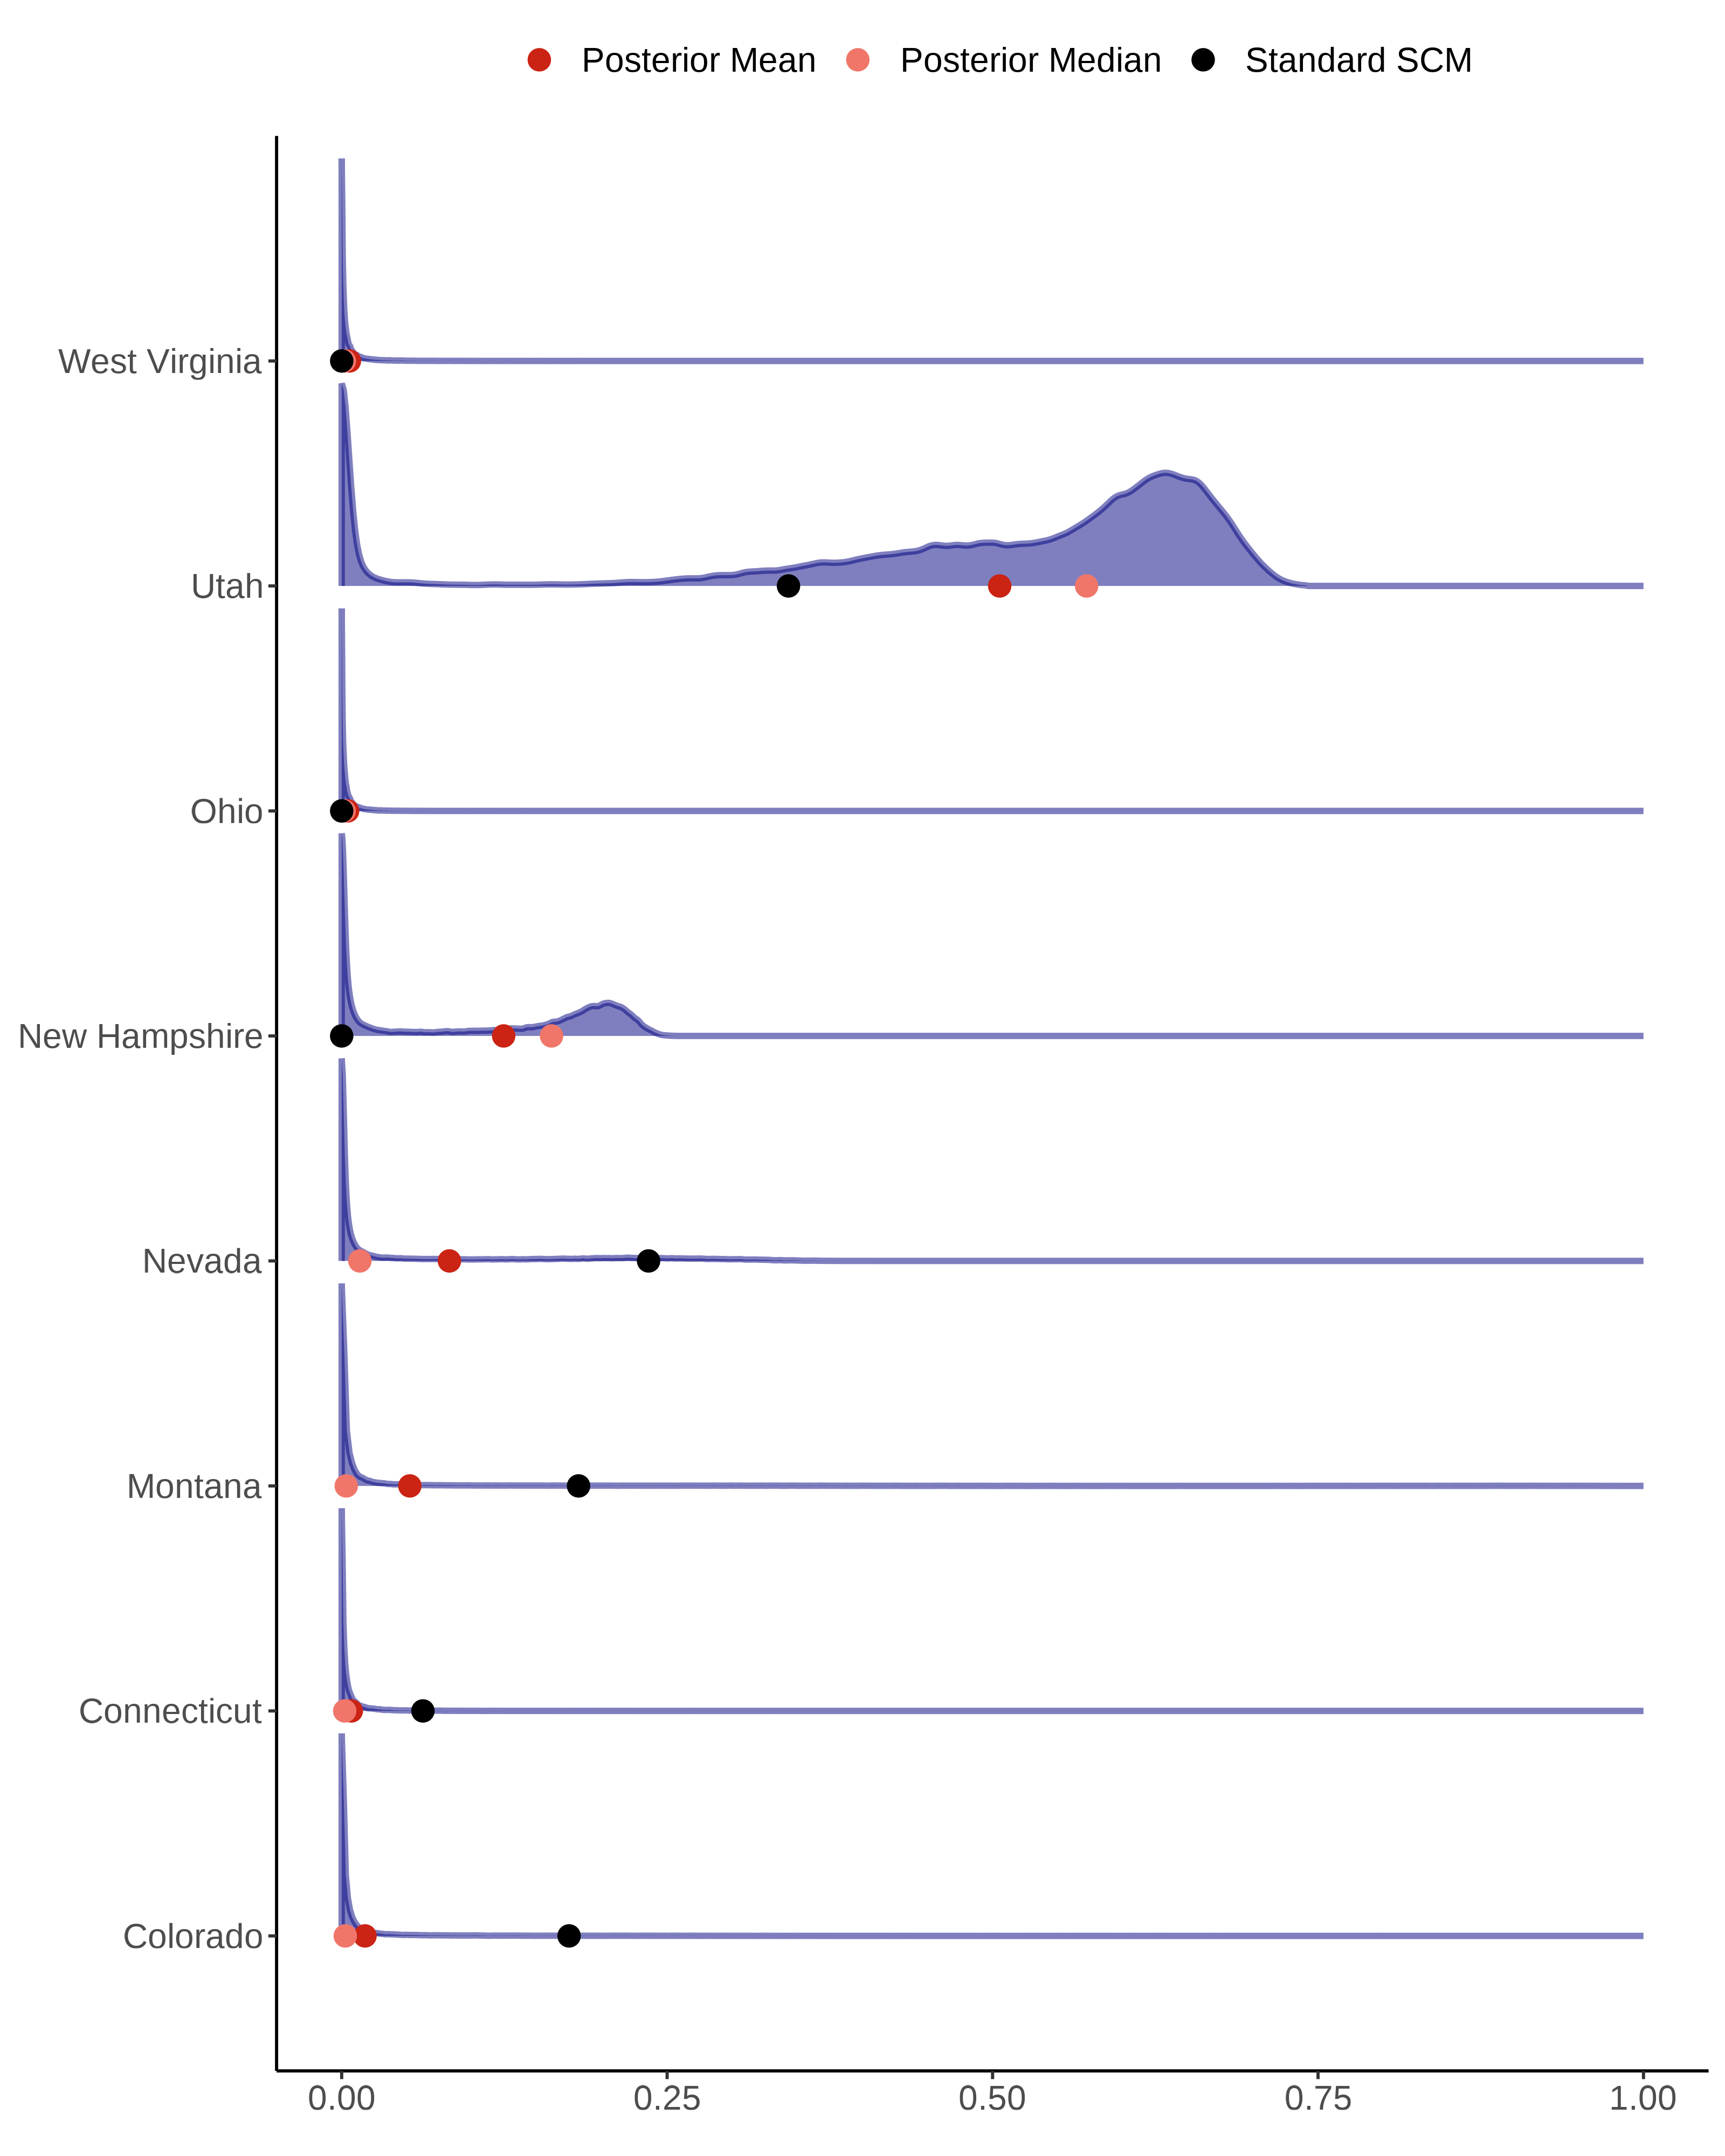 Posterior Mean Posterior Median Standard SCM
West Virginia
Utah
Ohio
New Hampshire
Nevada
Montana
Connecticut
Colorado
0.00 0.25 0.50 0.75 1.00